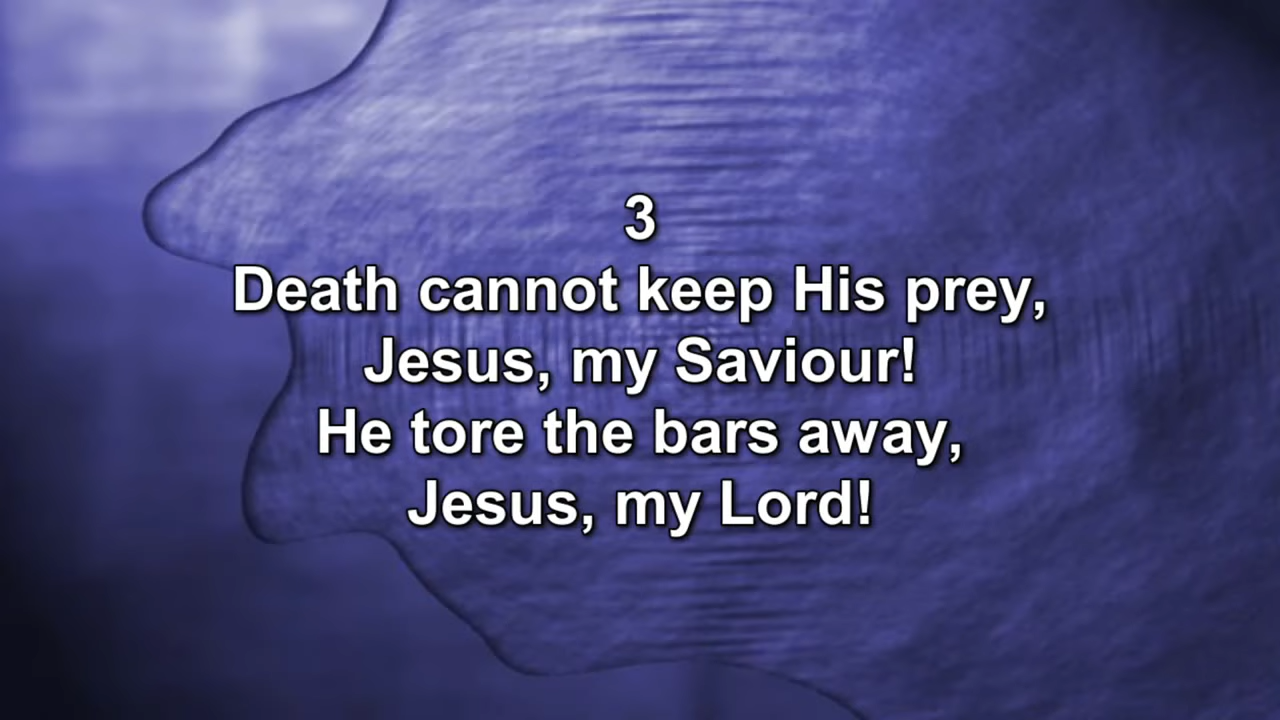 3
Death cannot keep His prey,
Jesus, my Saviour!
He tore the bars away,
Jesus, my Lord!